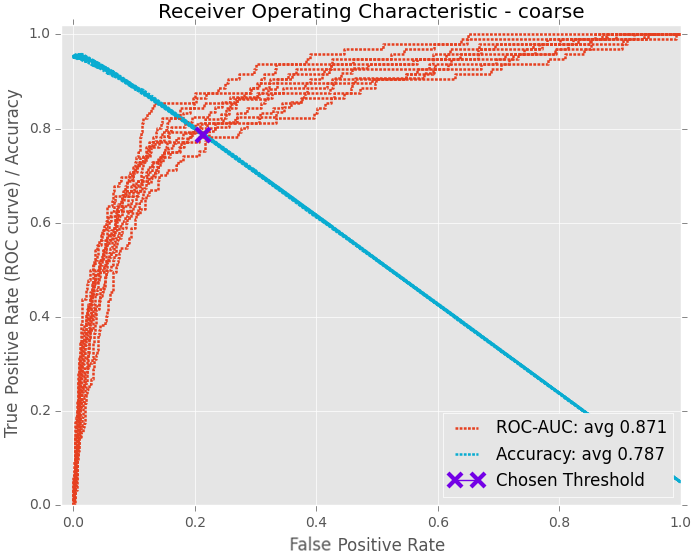 Receiver Operating Characteristic - coarse
True Positive Rate (ROC curve) / Accuracy
1.0
0.8
0.6
0.4
0.2
0.0
ROC-AUC: avg 0.871
Accuracy: avg 0.787
Chosen Threshold
0.0 0.2 0.4 0.6 0.8 1.0
False Positive Rate